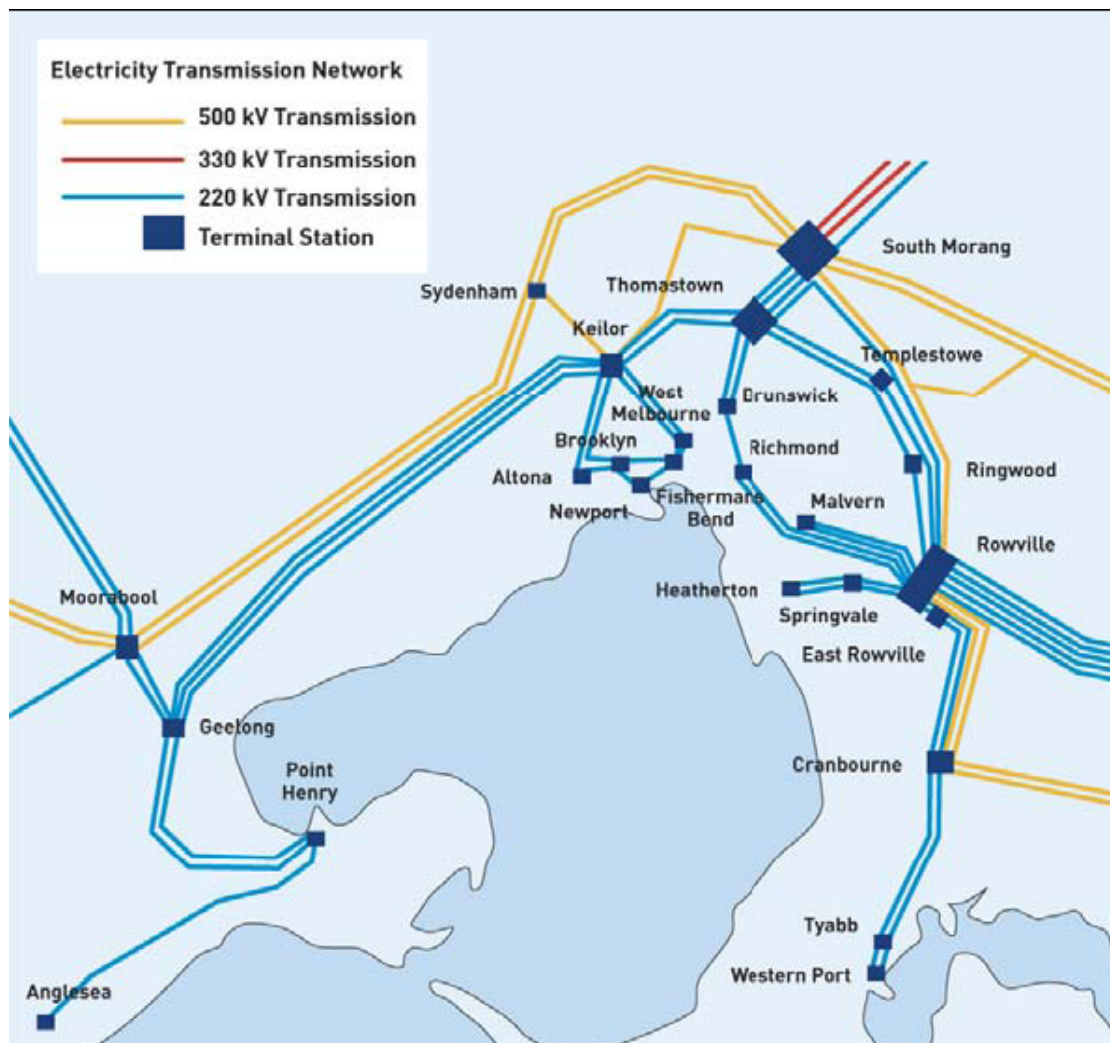 Electricity Transmission Network
500 kV Transmission
330 kV Transmission
220 kV Transmission
Terminal Station
South Morang
Thomastown
Sydenham
Keilor
Templestowe
West
Melbourne
Brunswick
Brooklyn
Richmond
Altona
Ringwood
Newport
Fishermans
Bend
Malvern
Rowville
Heatherton
Moorabool
Springvale
East Rowville
Geelong
Cranbourne
Point
Henry
Tyabb
Western Port
Anglesea